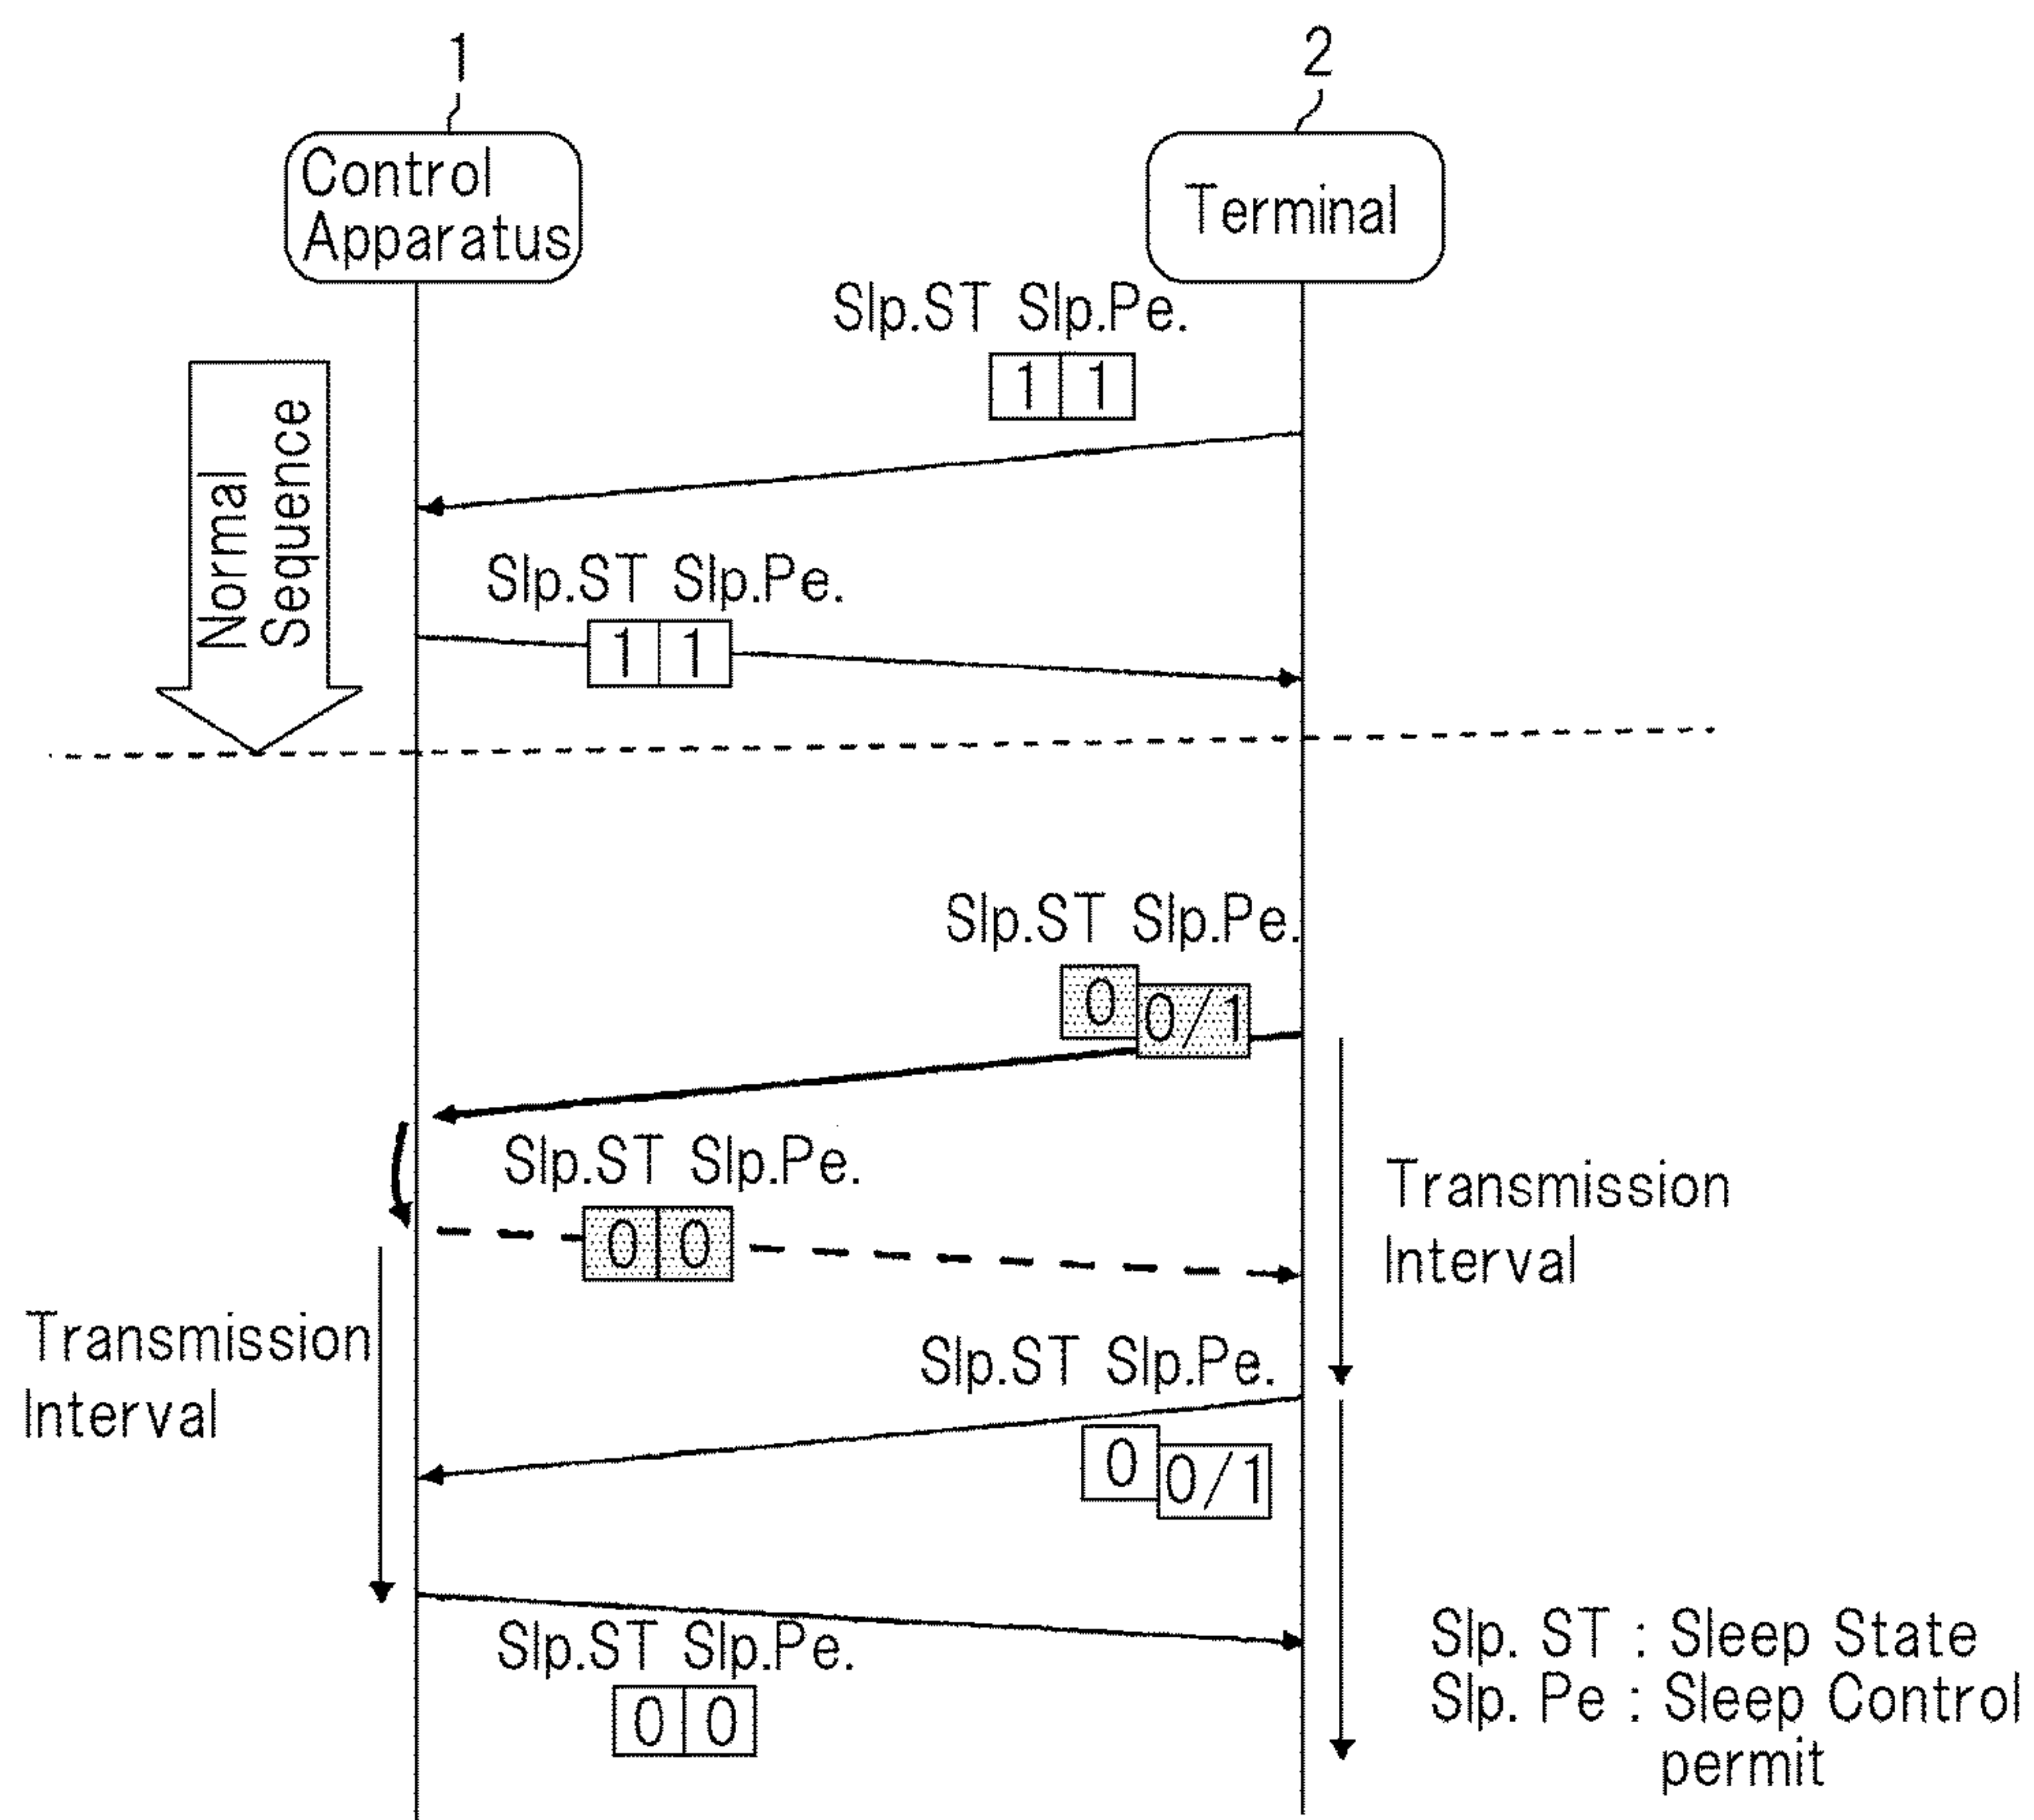 1
2
Control
Apparatus
Terminal
Slp.ST Slp.Pe.
1 1
Normal
Sequence
Slp.ST Slp.Pe.
1 1
Slp.ST Slp.Pe.
0 0/1
Slp.ST Slp.Pe.
0 0
Transmission
Interval
Transmission
Interval
Slp.ST Slp.Pe.
0 0/1
Slp.ST Slp.Pe.
0 0
Slp. ST : Sleep State
Slp. Pe : Sleep Control
permit